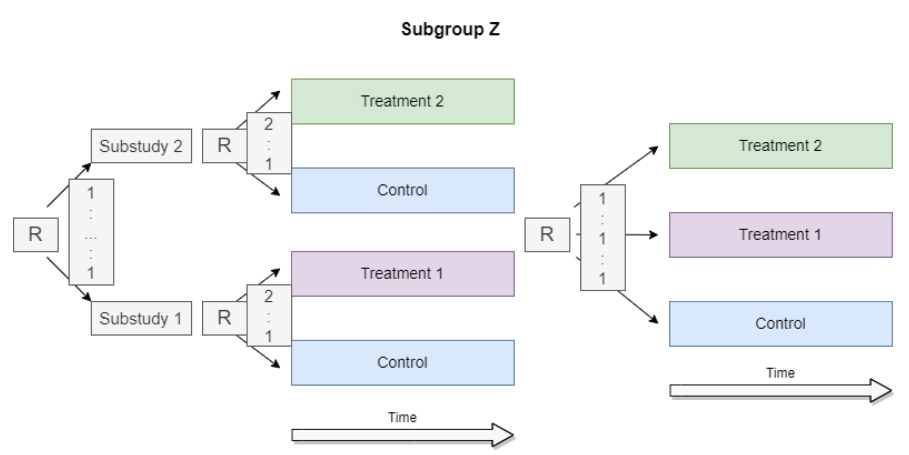 Subgroup Z
R
1
:
...
:
1
Substudy 2
R
2
:
1
Treatment 2
Control
Substudy 1
R
2
:
1
Treatment 1
Control
Time
R
1
:
1
:
1
Treatment 2
Treatment 1
Control
Time